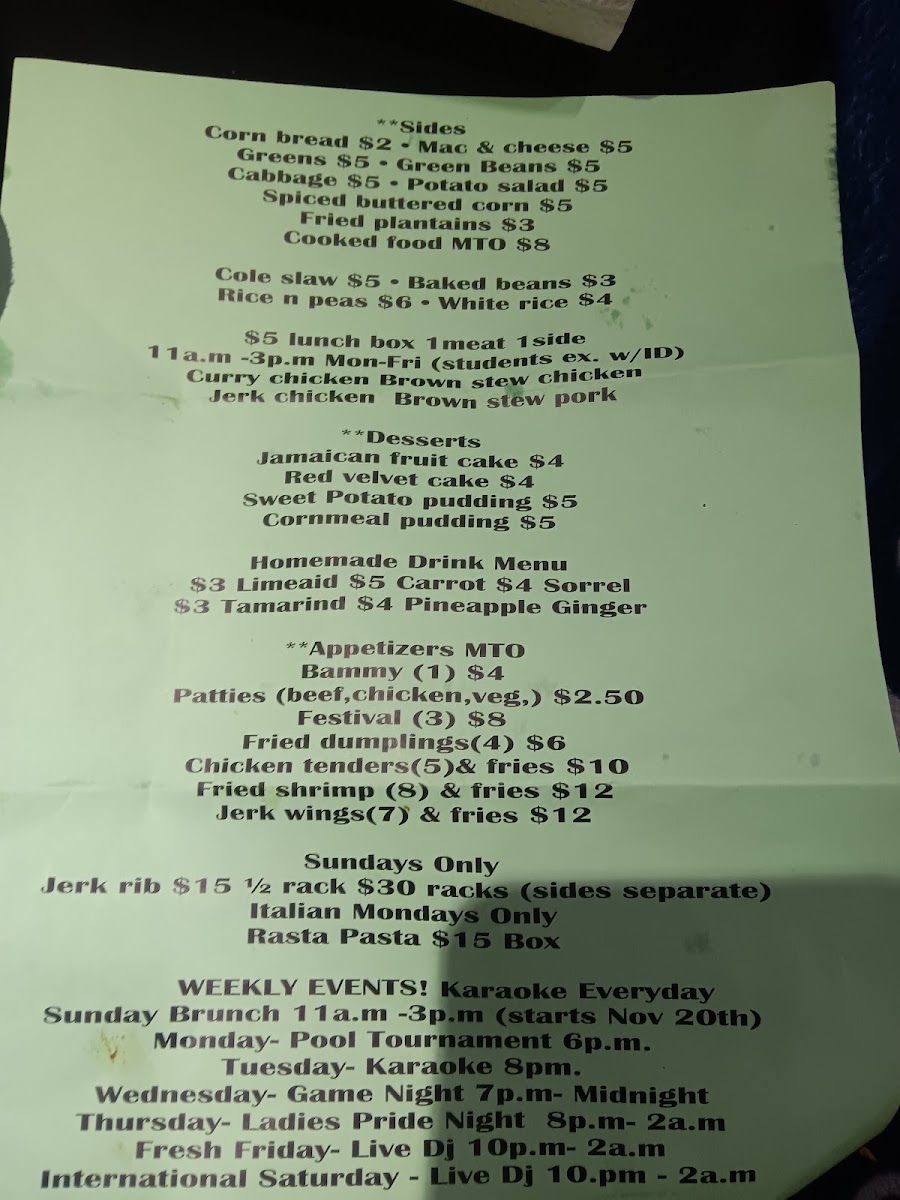 **Sides
Corn bread $2 • Mac & cheese $5
Greens $5 • Green Beans $5
Cabbage $5 • Potato salad $5
Spiced buttered corn $5
Fried plantains $3
Cooked food MTO $8
Cole slaw $5 • Baked beans $3
Rice n peas $6 • White rice $4
$5 lunch box 1meat 1side
11a.m -3p.m Mon-Fri (students ex. w/ID)
Curry chicken Brown stew chicken
Jerk chicken Brown stew pork
**Desserts
Jamaican fruit cake $4
Red velvet cake $4
Sweet Potato pudding $5
Cornmeal pudding $5
Homemade Drink Menu
$3 Limeaid $5 Carrot $4 Sorrel
$3 Tamarind $4 Pineapple Ginger
**Appetizers MTO
Bammy (1) $4
Patties (beef,chicken,veg,) $2.50
Festival (3) $8
Fried dumplings(4) $6
Chicken tenders(5)& fries $10
Fried shrimp (8) & fries $12
Jerk wings(7) & fries $12
Sundays Only
Jerk rib $15 ½ rack $30 racks (sides separate)
Italian Mondays Only
Rasta Pasta $15 Box
WEEKLY EVENTS! Karaoke Everyday
Sunday Brunch 11a.m -3p.m (starts Nov 20th)
Monday- Pool Tournament 6p.m.
Tuesday- Karaoke 8pm.
Wednesday- Game Night 7p.m- Midnight
Thursday- Ladies Pride Night 8p.m- 2a.m
Fresh Friday- Live Dj 10p.m- 2a.m
International Saturday - Live Dj 10.pm - 2a.m